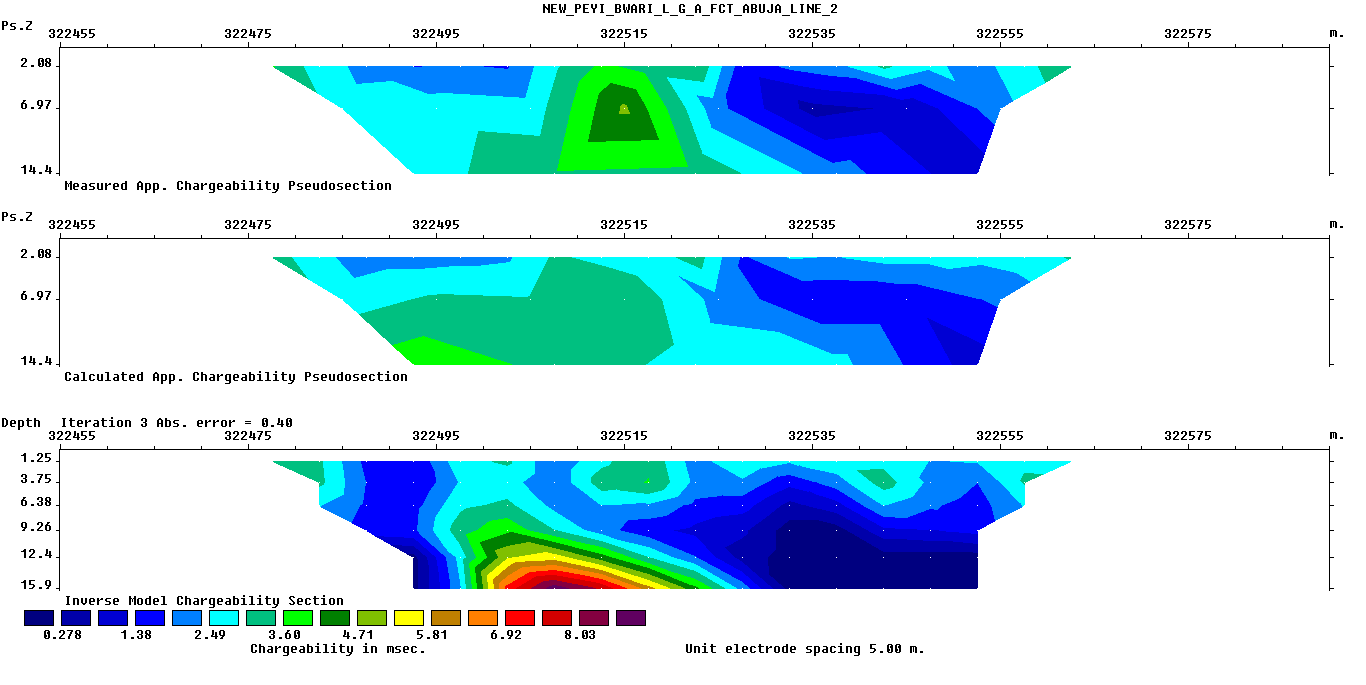 NEW_PEYI_BWARI_L_G_A_FCT_ABUJA_LINE_2
Ps.Z
322455 322475 322495 322515 322535 322555 322575 m.
2.08
6.97
14.4
Measured App. Chargeability Pseudosection
Ps.Z
322455 322475 322495 322515 322535 322555 322575 m.
2.08
6.97
14.4
Calculated App. Chargeability Pseudosection
Depth Iteration 3 Abs. error = 0.40
322455 322475 322495 322515 322535 322555 322575 m.
1.25
3.75
6.38
9.26
12.4
15.9
Inverse Model Chargeability Section
0.278 1.38 2.49 3.60 4.71 5.81 6.92 8.03
Chargeability in msec. Unit electrode spacing 5.00 m.